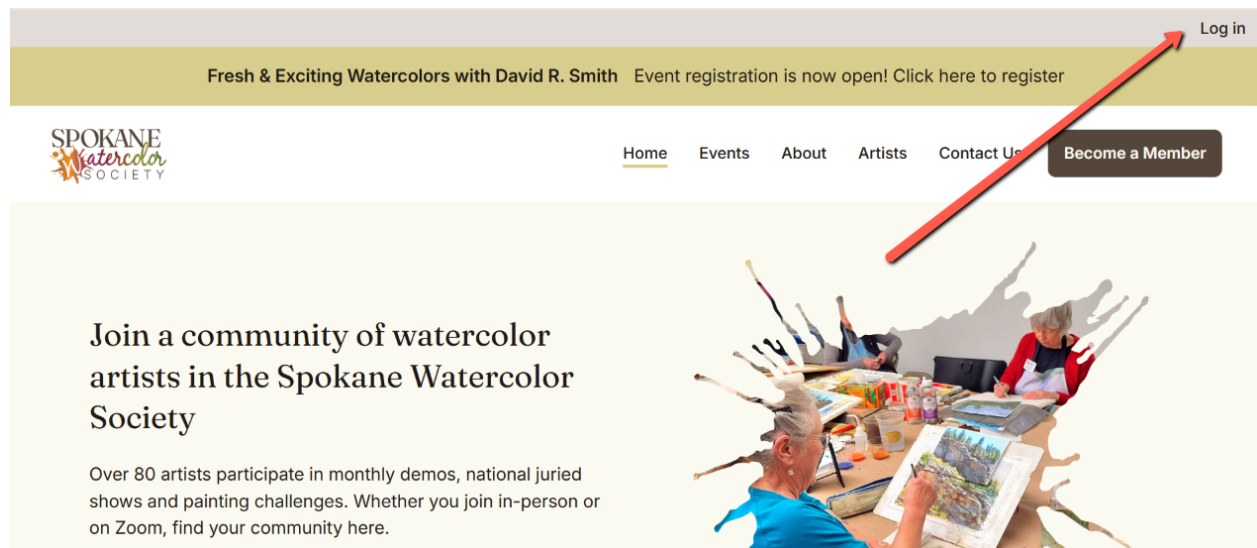 Log in
Fresh & Exciting Watercolors with David R. Smith Event registration is now open! Click here to register
SPOKANE
Watercolor
SOCIETY
Home Events About Artists Contact Us Become a Member
Join a community of watercolor
artists in the Spokane Watercolor
Society
Over 80 artists participate in monthly demos, national juried
shows and painting challenges. Whether you join in-person or
on Zoom, find your community here.